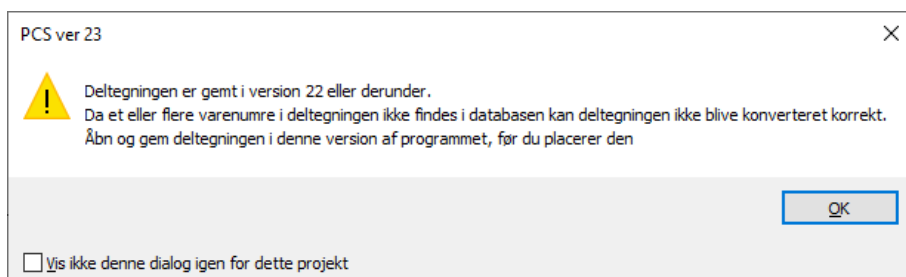 PCS ver 23
Deltegningen er gemt i version 22 eller derunder.
Da et eller flere varenumre i deltegningen ikke findes i databasen kan deltegningen ikke blive konverteret korrekt.
Åbn og gem deltegningen i denne version af programmet, før du placerer den
OK
Vis ikke denne dialog igen for dette projekt